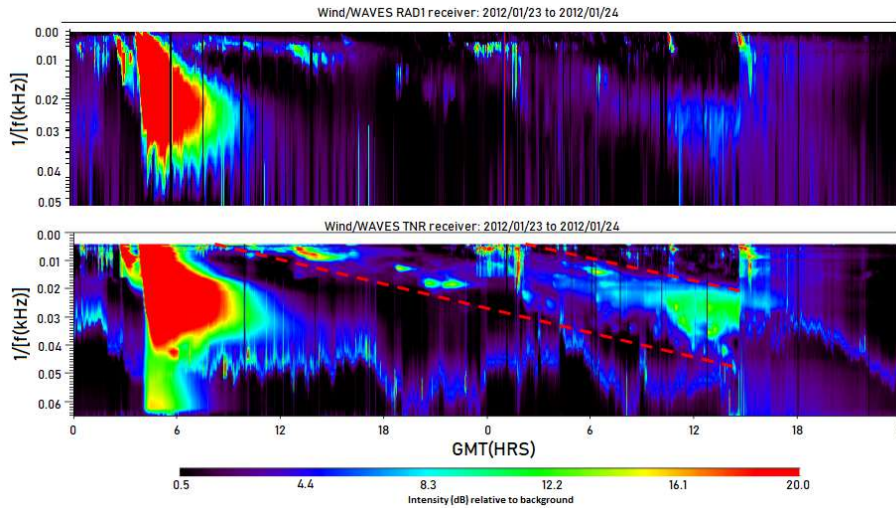 Wind/WAVES RAD1 receiver: 2012/01/23 to 2012/01/24
0.00
0.01
0.02
0.03
0.04
0.05
1/[f(kHz)]
Wind/WAVES TNR receiver: 2012/01/23 to 2012/01/24
0.00
0.01
0.02
0.03
0.04
0.05
0.06
1/[f(kHz)]
0 6 12 18 0 6 12 18
GMT(HRS)
0.5 4.4 8.3 12.2 16.1 20.0
Intensity (dB) relative to background